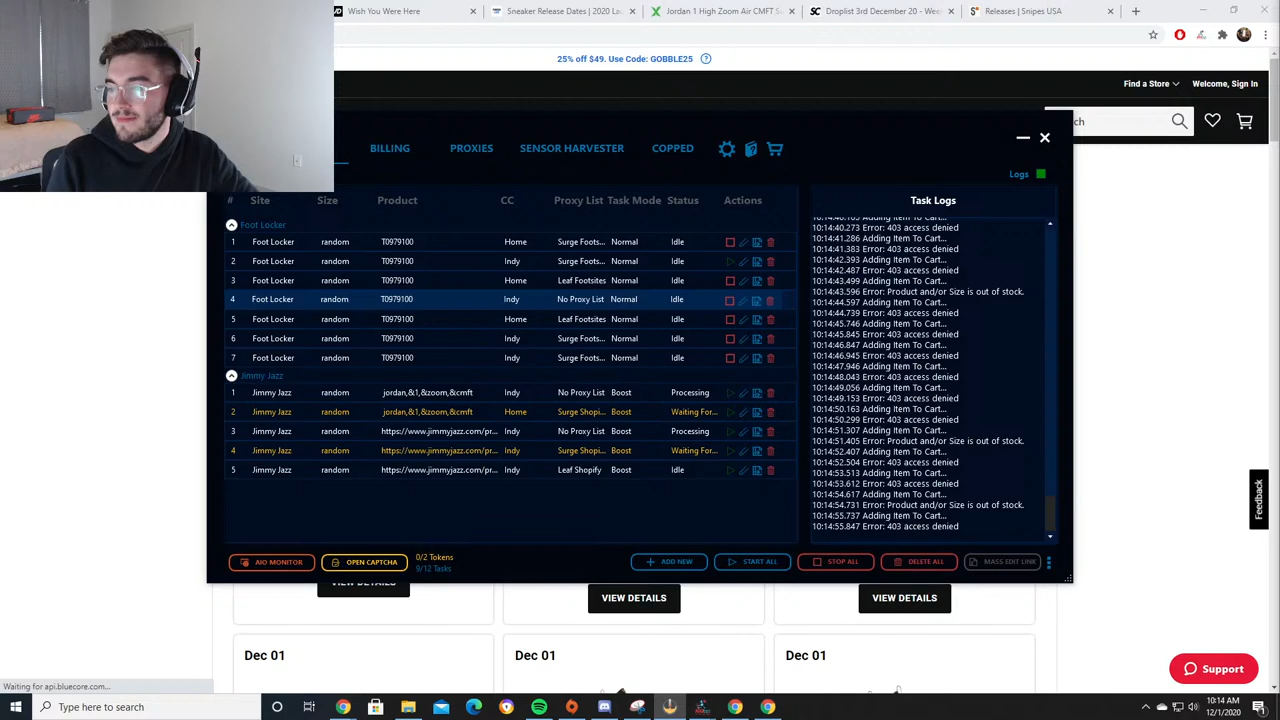 Wish You Were Here
Sneaker Release Dates | 2020 La
Jordan 1 High Zoom Air CMFT S
Droplist 3rd December 20 - Wee
Releases | Snipes USA
25% off $49. Use Code: GOBBLE25
Find a Store
Welcome, Sign In
BILLING
PROXIES
SENSOR HARVESTER
COPPED
Logs
# Site Size Product CC Proxy List Task Mode Status Actions
Foot Locker
1 Foot Locker random T0979100 Home Surge Foots... Normal Idle
2 Foot Locker random T0979100 Indy Surge Foots... Normal Idle
3 Foot Locker random T0979100 Home Leaf Footsites Normal Idle
4 Foot Locker random T0979100 Indy No Proxy List Normal Idle
5 Foot Locker random T0979100 Home Leaf Footsites Normal Idle
6 Foot Locker random T0979100 Indy Surge Foots... Normal Idle
7 Foot Locker random T0979100 Indy Surge Foots... Normal Idle
Jimmy Jazz
1 Jimmy Jazz random jordan,&1,&zoom,&cmft Indy No Proxy List Boost Processing
2 Jimmy Jazz random jordan,&1,&zoom,&cmft Home Surge Shopi... Boost Waiting For...
3 Jimmy Jazz random https://www.jimmyjazz.com/pr... Indy No Proxy List Boost Processing
4 Jimmy Jazz random https://www.jimmyjazz.com/pr... Indy Surge Shopi... Boost Waiting For...
5 Jimmy Jazz random https://www.jimmyjazz.com/pr... Indy Leaf Shopify Boost Idle
Task Logs
10:14:40.273 Error: 403 access denied
10:14:41.286 Adding Item To Cart...
10:14:41.383 Error: 403 access denied
10:14:42.393 Adding Item To Cart...
10:14:42.487 Error: 403 access denied
10:14:43.499 Adding Item To Cart...
10:14:43.596 Error: Product and/or Size is out of stock.
10:14:44.597 Adding Item To Cart...
10:14:44.739 Error: 403 access denied
10:14:45.746 Adding Item To Cart...
10:14:45.845 Error: 403 access denied
10:14:46.847 Adding Item To Cart...
10:14:46.945 Error: 403 access denied
10:14:47.946 Adding Item To Cart...
10:14:48.043 Error: 403 access denied
10:14:49.056 Adding Item To Cart...
10:14:49.153 Error: 403 access denied
10:14:50.163 Adding Item To Cart...
10:14:50.299 Error: 403 access denied
10:14:51.307 Adding Item To Cart...
10:14:51.405 Error: Product and/or Size is out of stock.
10:14:52.407 Adding Item To Cart...
10:14:52.504 Error: 403 access denied
10:14:53.513 Adding Item To Cart...
10:14:53.612 Error: 403 access denied
10:14:54.617 Adding Item To Cart...
10:14:54.731 Error: Product and/or Size is out of stock.
10:14:55.737 Adding Item To Cart...
10:14:55.847 Error: 403 access denied
Feedback
AIO MONITOR
OPEN CAPTCHA
0/2 Tokens
9/12 Tasks
ADD NEW
START ALL
STOP ALL
DELETE ALL
MASS EDIT LINK
VIEW DETAILS
VIEW DETAILS
VIEW DETAILS
Dec 01
Dec 01
Dec 01
Support
Waiting for api.bluecore.com...
Type here to search
10:14 AM
12/1/2020